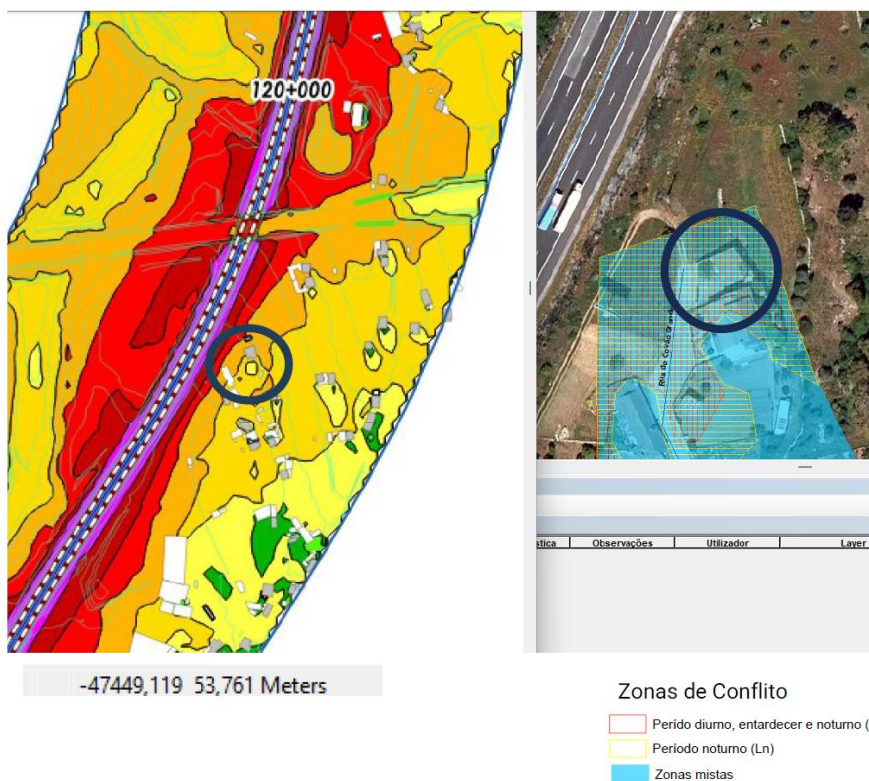 120+000
Rua do Covão Grande
stica Observações Utilizador Layer
-47449,119 53,761 Meters
Zonas de Conflito
Perído diurno, entardecer e noturno (
Período noturno (Ln)
Zonas mistas